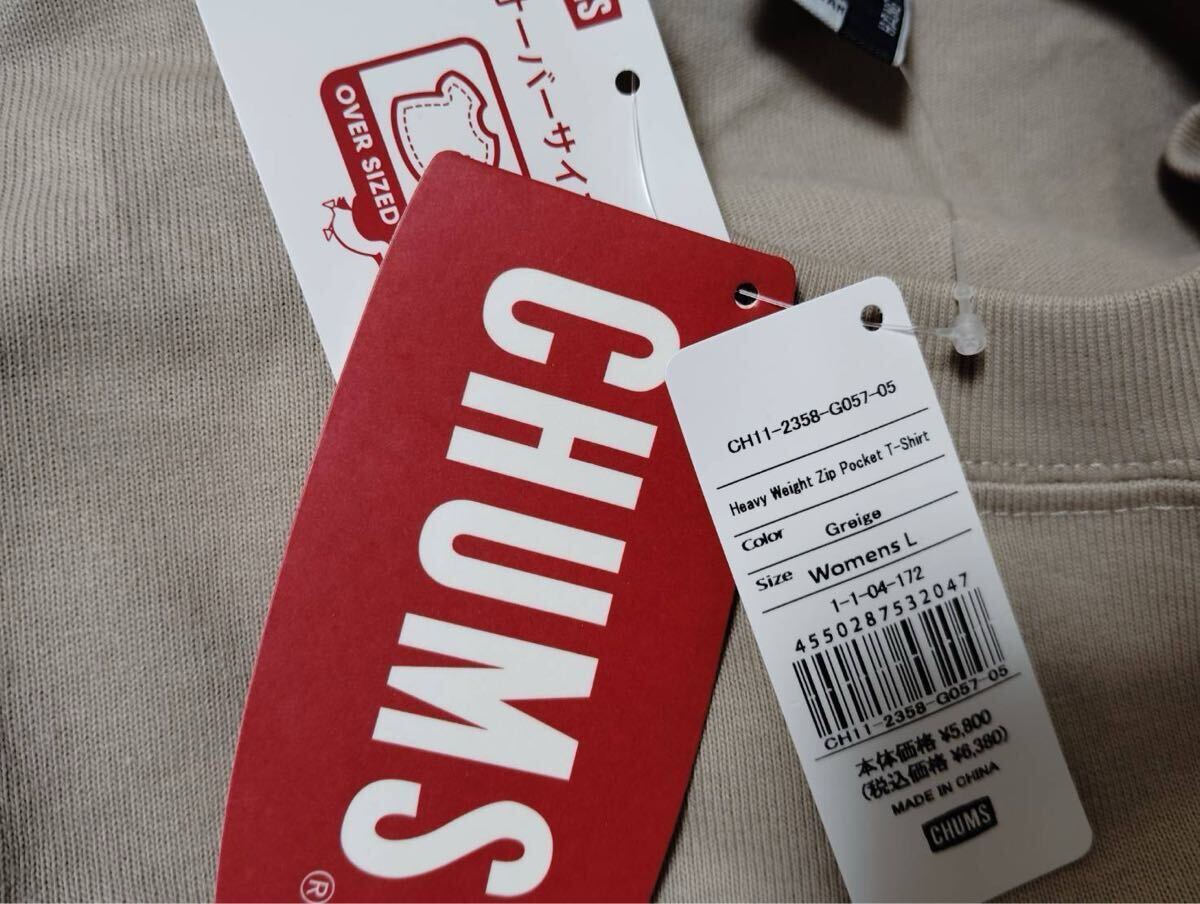 オーバーサイ
OVER SIZED
CHUMS
®
CH11-2358-G057-05
Heavy Weight Zip Pocket T-Shirt
Color Greige
Size Womens L
1-1-04-172
4550287532047
CH11-2358-G057-05
本体価格 ¥5,800
(税込価格 ¥6,380)
MADE IN CHINA
CHUMS